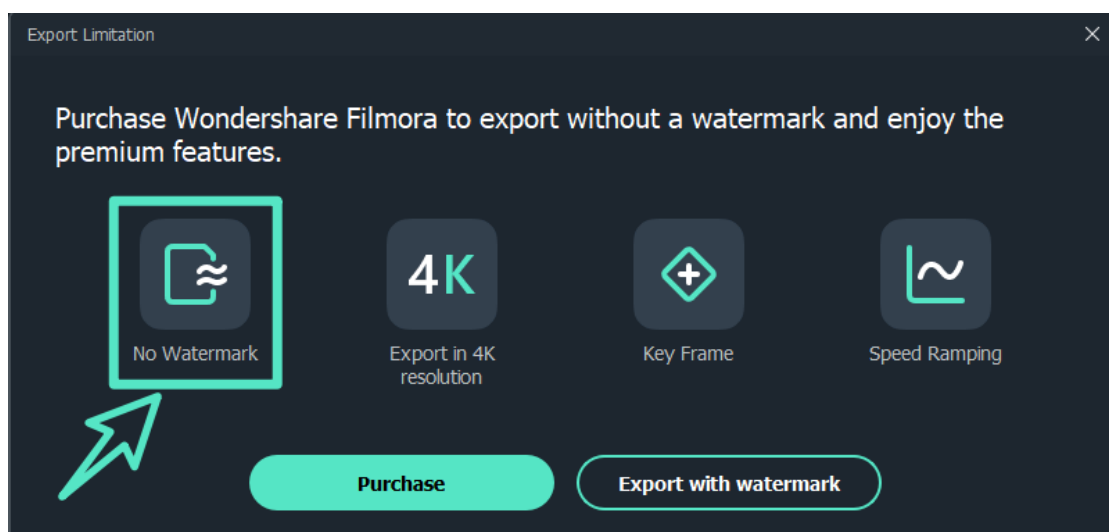 Export Limitation
Purchase Wondershare Filmora to export without a watermark and enjoy the
premium features.
4K
No Watermark
Export in 4K
resolution
Key Frame
Speed Ramping
Purchase
Export with watermark